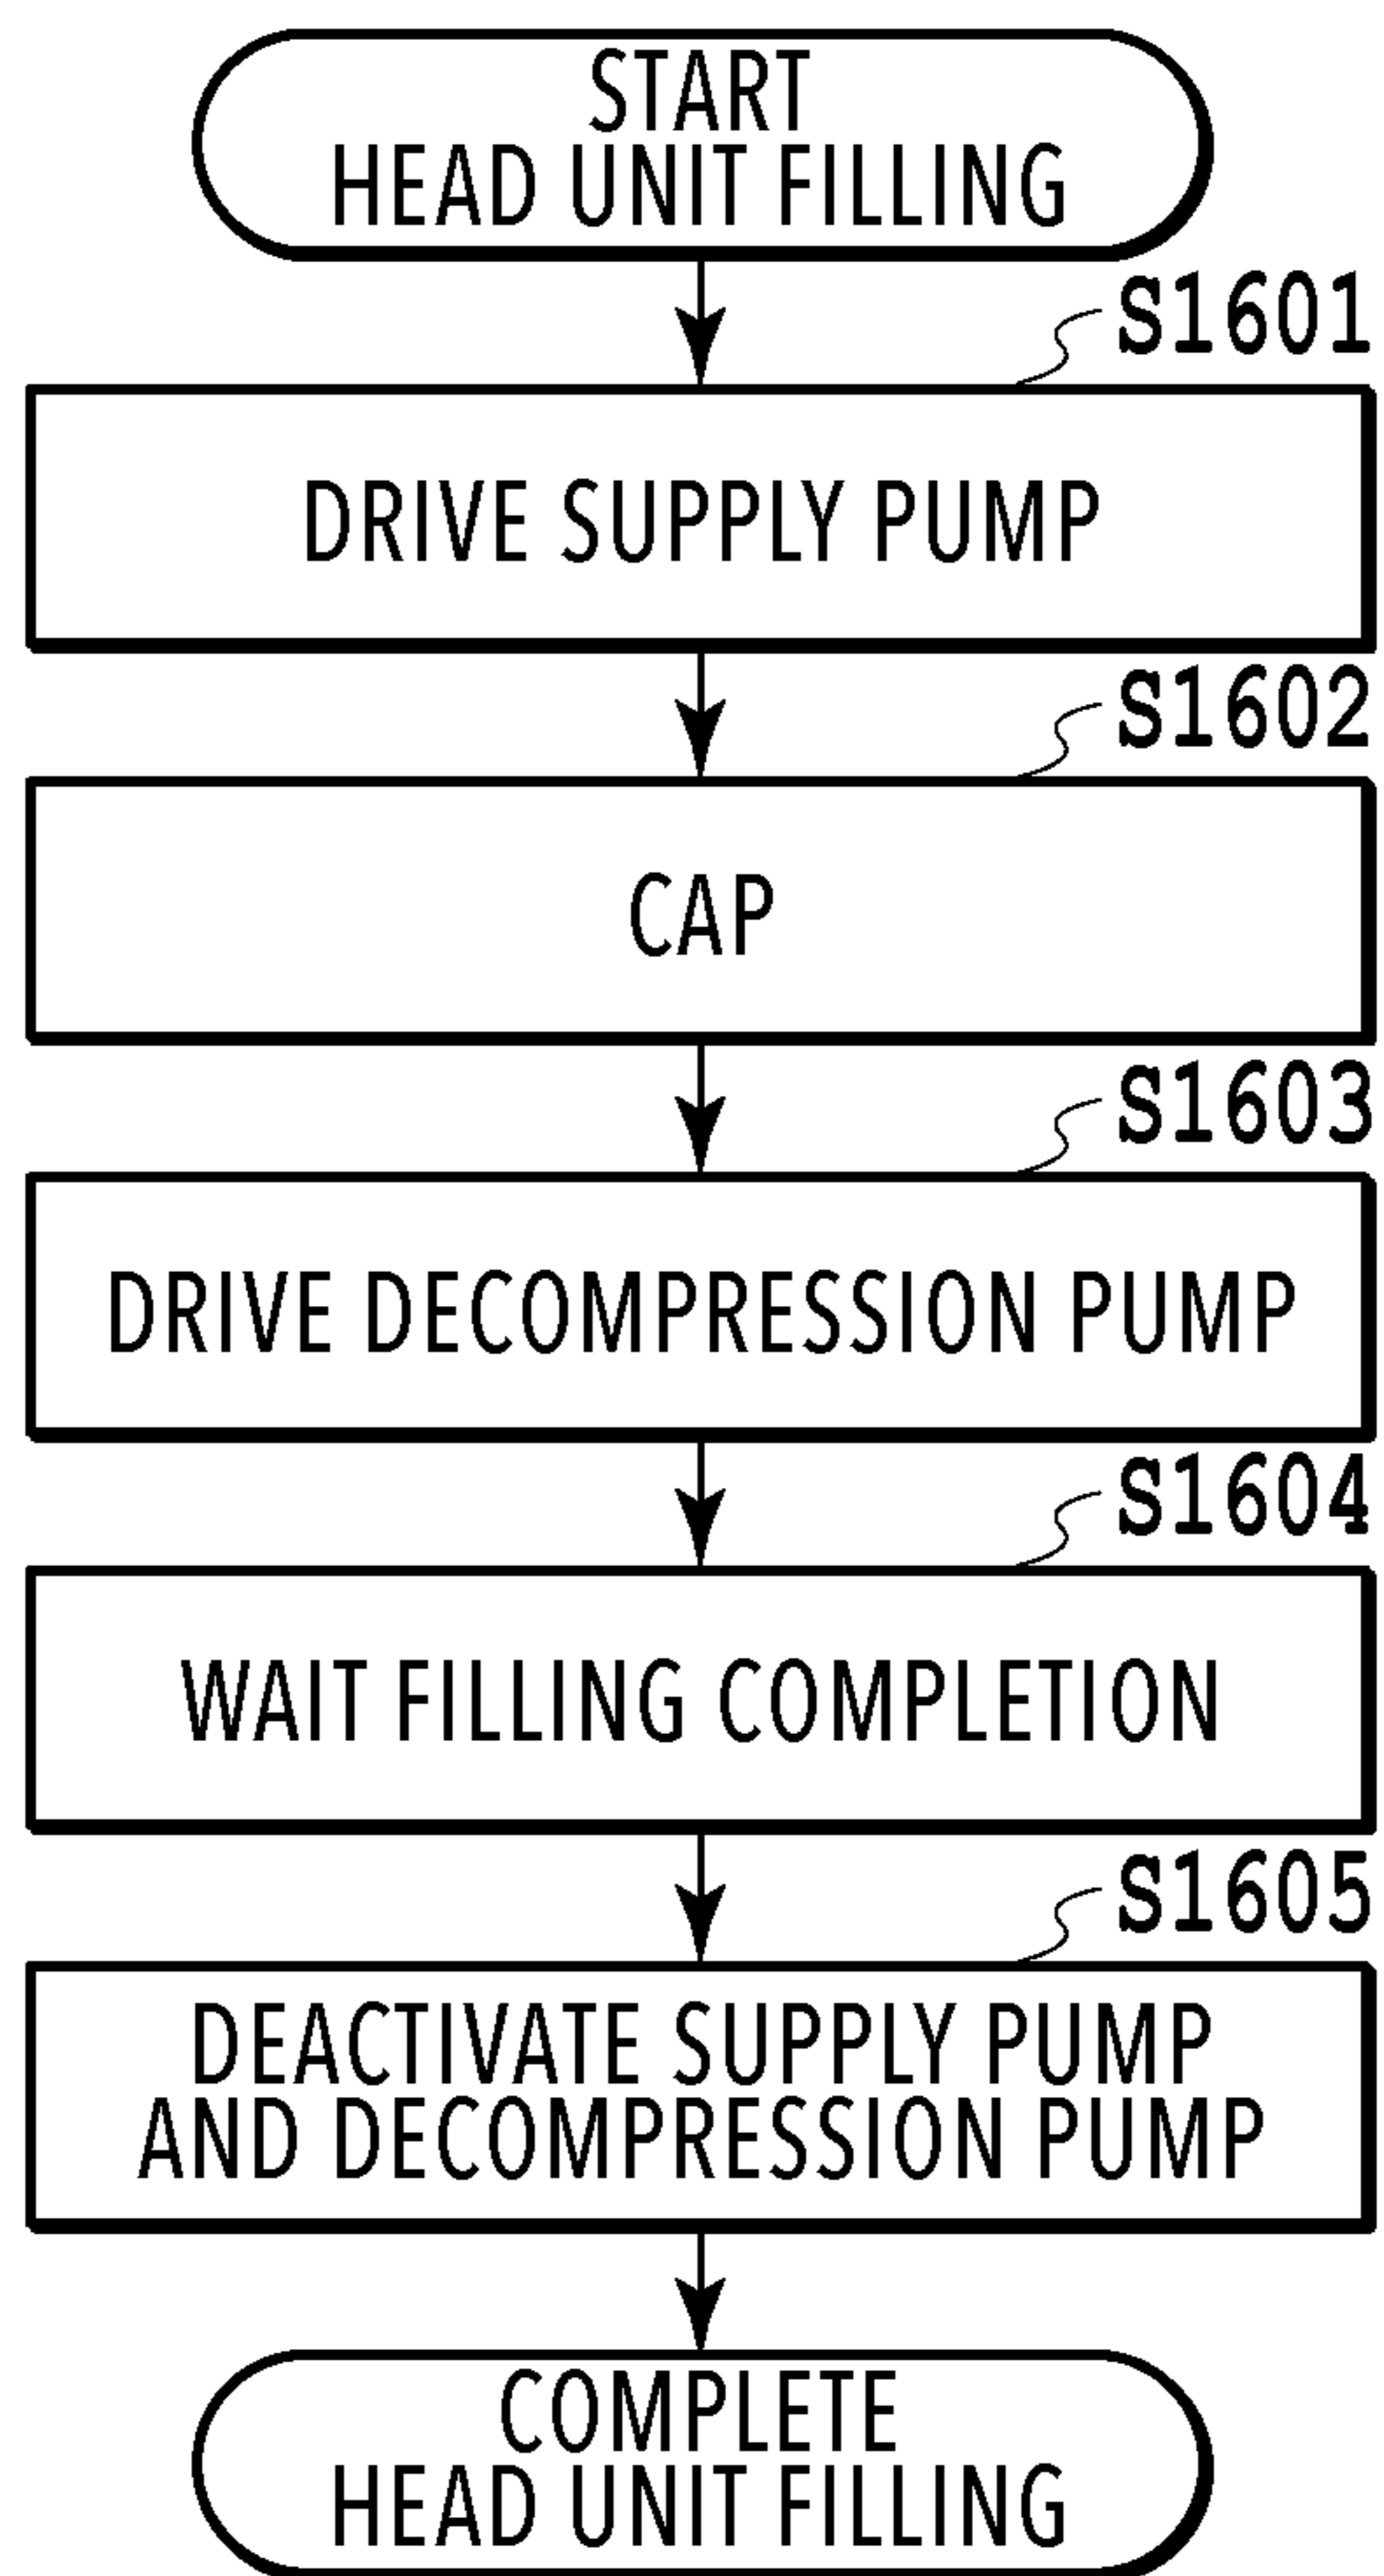 START
HEAD UNIT FILLING
S1601
DRIVE SUPPLY PUMP
S1602
CAP
S1603
DRIVE DECOMPRESSION PUMP
S1604
WAIT FILLING COMPLETION
S1605
DEACTIVATE SUPPLY PUMP
AND DECOMPRESSION PUMP
COMPLETE
HEAD UNIT FILLING